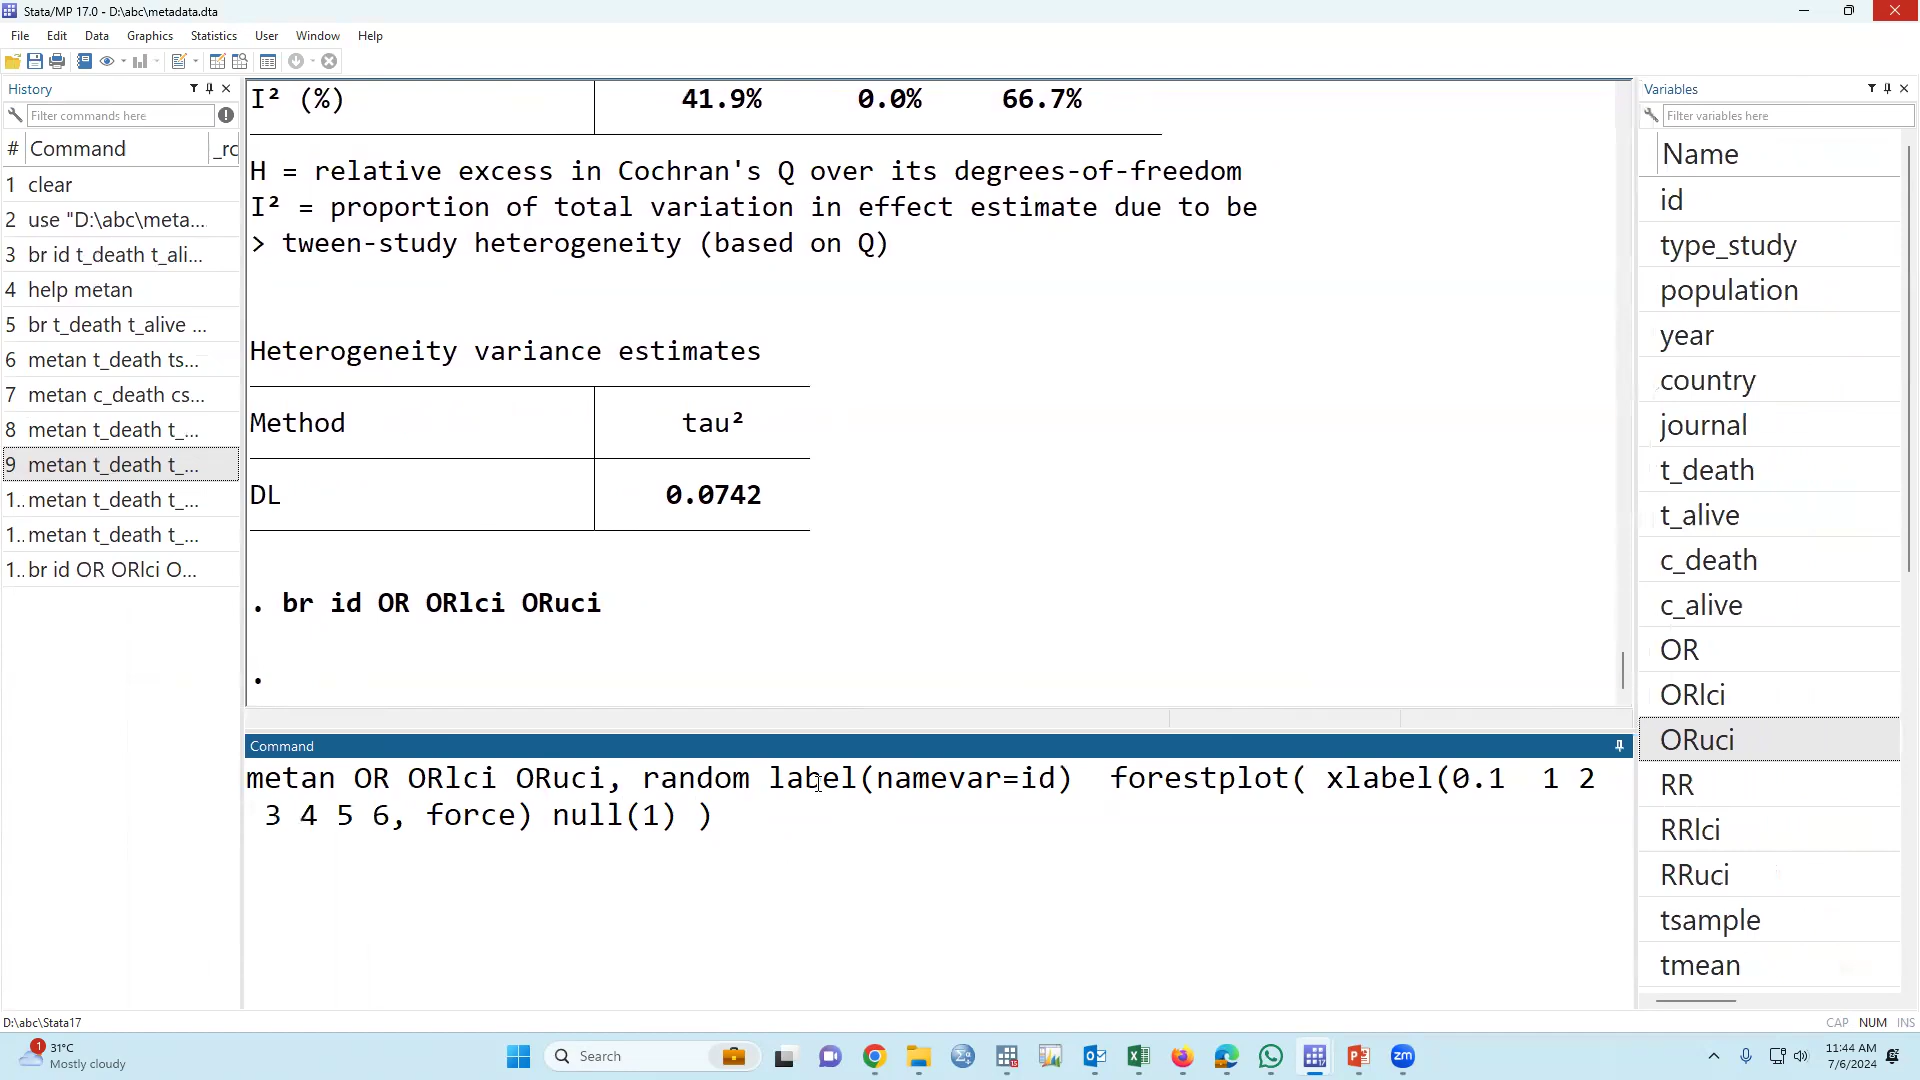 Stata/MP 17.0 - D:\abc\metadata.dta
File Edit Data Graphics Statistics User Window Help
History
Filter commands here
# Command _rc
1 clear
2 use "D:\abc\meta...
3 br id t_death t_ali...
4 help metan
5 br t_death t_alive ...
6 metan t_death ts...
7 metan c_death cs...
8 metan t_death t_...
9 metan t_death t_...
1.. metan t_death t_...
1.. metan t_death t_...
1.. br id OR ORlci O...
I² (%) 41.9% 0.0% 66.7%
H = relative excess in Cochran's Q over its degrees-of-freedom
I² = proportion of total variation in effect estimate due to be
> tween-study heterogeneity (based on Q)
Heterogeneity variance estimates
Method tau²
DL 0.0742
. br id OR ORlci ORuci
.
Command
metan OR ORlci ORuci, random label(namevar=id)  forestplot( xlabel(0.1  1 2
3 4 5 6, force) null(1) )
Variables
Filter variables here
Name
id
type_study
population
year
country
journal
t_death
t_alive
c_death
c_alive
OR
ORlci
ORuci
RR
RRlci
RRuci
tsample
tmean
D:\abc\Stata17
CAP NUM INS
1
31°C
Mostly cloudy
Search
zm
11:44 AM
7/6/2024